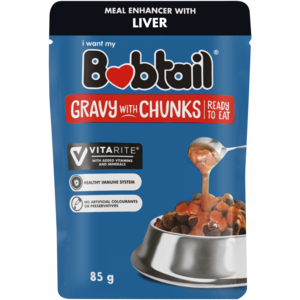 MEAL ENHANCER WITH
LIVER
i want my
Bobtail®
GRAVY WITH CHUNKS
READY
TO EAT
VITARITE®
WITH ADDED VITAMINS
AND MINERALS
HEALTHY IMMUNE SYSTEM
NO ARTIFICIAL COLOURANTS
OR PRESERVATIVES
85 g